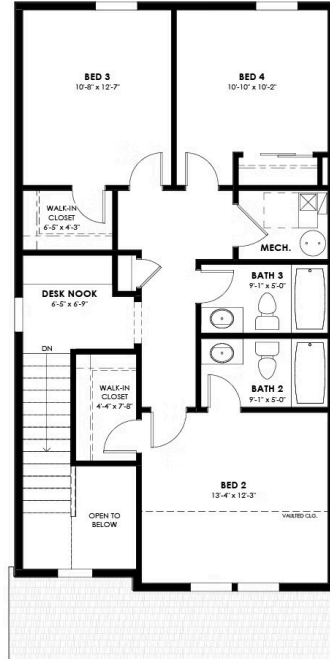 BED 3
10'-8" x 12'-7"
BED 4
10'-10" x 10'-2"
WALK-IN
CLOSET
6'-5" x 4'-3"
MECH.
BATH 3
9'-1" x 5'-0"
DESK NOOK
6'-5" x 6'-9"
DN
WALK-IN
CLOSET
4'-4" x 7'-8"
BATH 2
9'-1" x 5'-0"
BED 2
13'-4" x 12'-3"
VAULTED CLG.
OPEN TO
BELOW